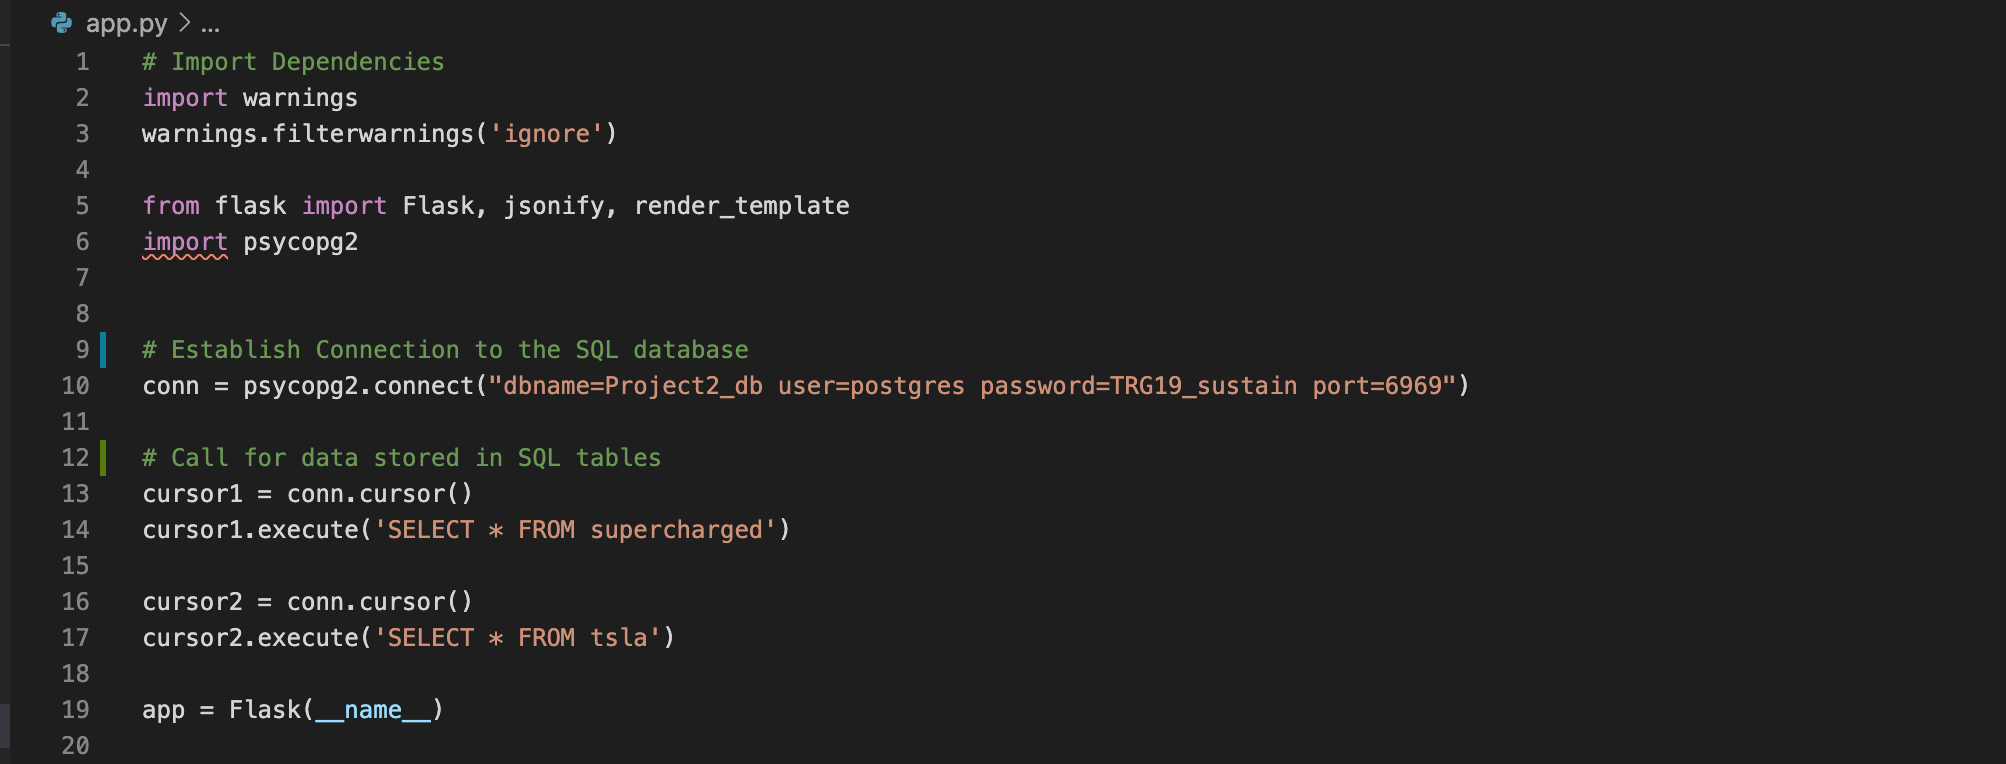 app.py > ...
1 # Import Dependencies
2 import warnings
3 warnings.filterwarnings('ignore')
4
5 from flask import Flask, jsonify, render_template
6 import psycopg2
7
8
9 # Establish Connection to the SQL database
10 conn = psycopg2.connect("dbname=Project2_db user=postgres password=TRG19_sustain port=6969")
11
12 # Call for data stored in SQL tables
13 cursor1 = conn.cursor()
14 cursor1.execute('SELECT * FROM supercharged')
15
16 cursor2 = conn.cursor()
17 cursor2.execute('SELECT * FROM tsla')
18
19 app = Flask(__name__)
20